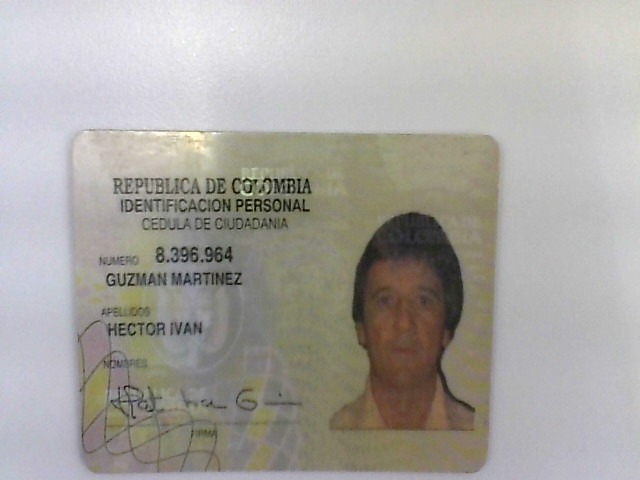 REPUBLICA DE COLOMBIA
IDENTIFICACION PERSONAL
CEDULA DE CIUDADANIA
NUMERO 8.396.964
GUZMAN MARTINEZ
APELLIDOS
HECTOR IVAN
NOMBRES
FIRMA